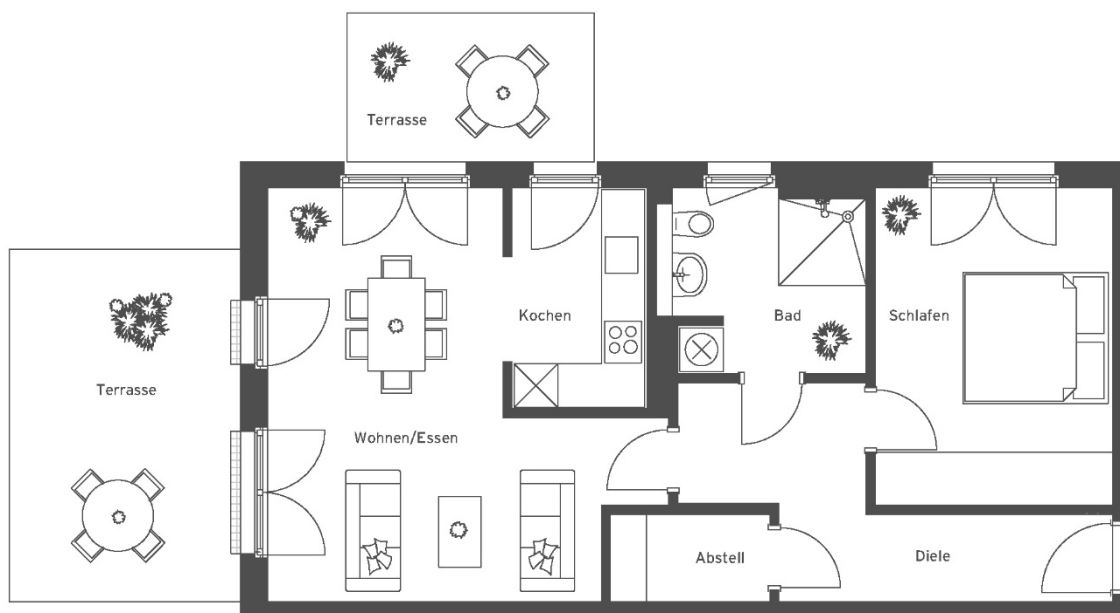 Terrasse
Kochen
Bad
Schlafen
Terrasse
Wohnen/Essen
Abstell
Diele